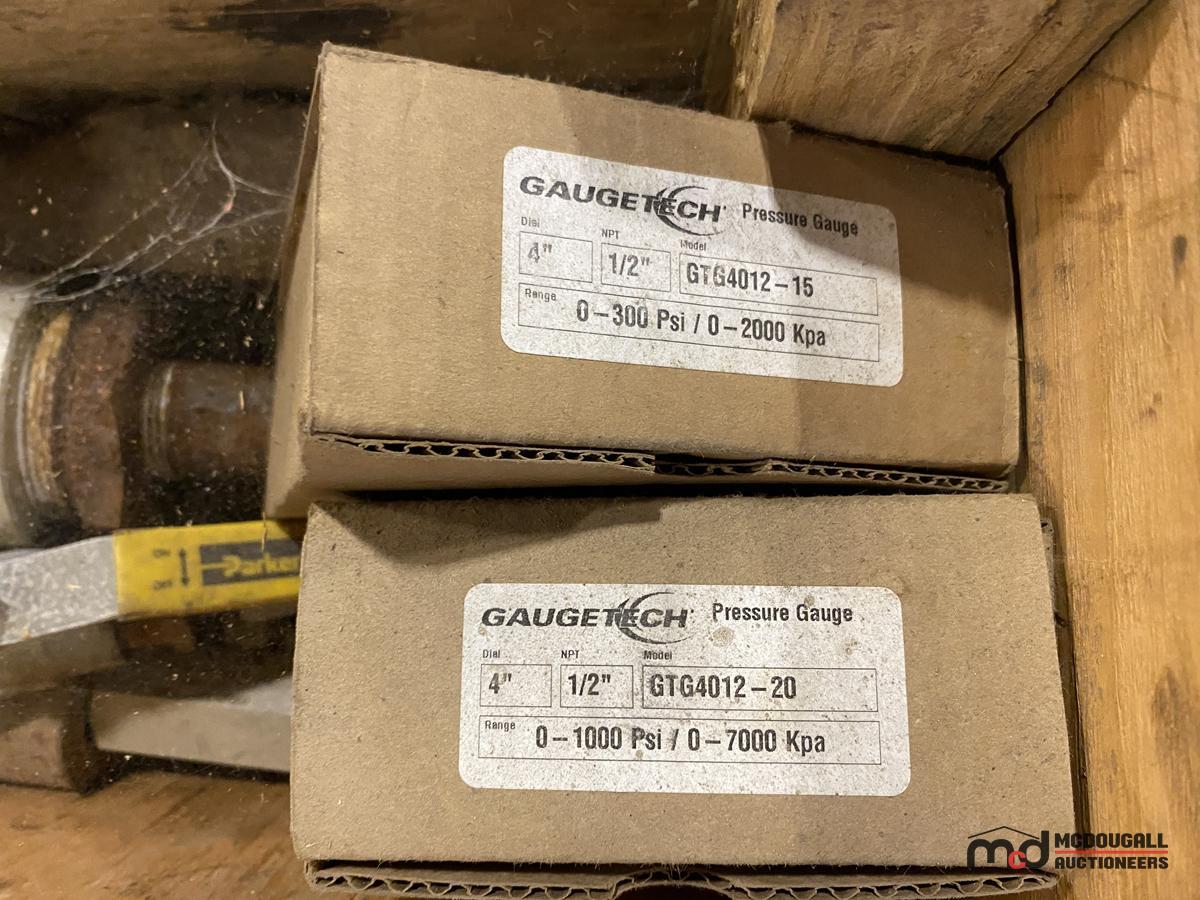 GAUGETECH Pressure Gauge
Dial NPT Model
4" 1/2" GTG4012-15
Range 0-300 Psi / 0-2000 Kpa
Parker
GAUGETECH Pressure Gauge
Dial NPT Model
4" 1/2" GTG4012-20
Range 0-1000 Psi / 0-7000 Kpa
mcd MCDOUGALL
AUCTIONEERS